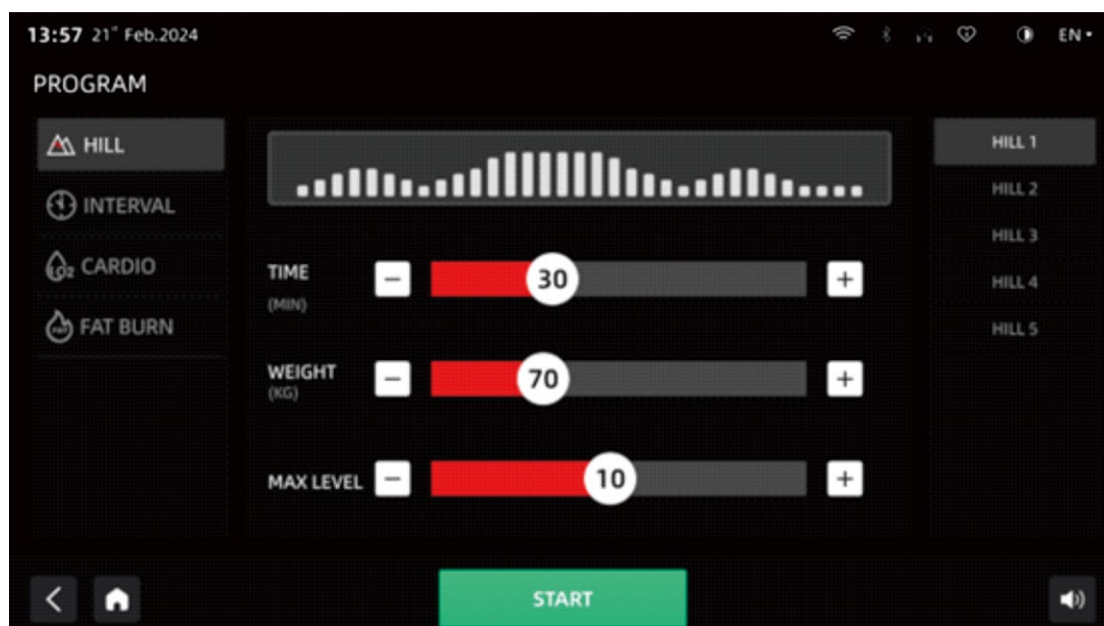 13:57 21st Feb.2024
EN
PROGRAM
HILL
INTERVAL
CARDIO
FAT BURN
TIME
(MIN)
30
WEIGHT
(KG)
70
MAX LEVEL
10
HILL 1
HILL 2
HILL 3
HILL 4
HILL 5
START